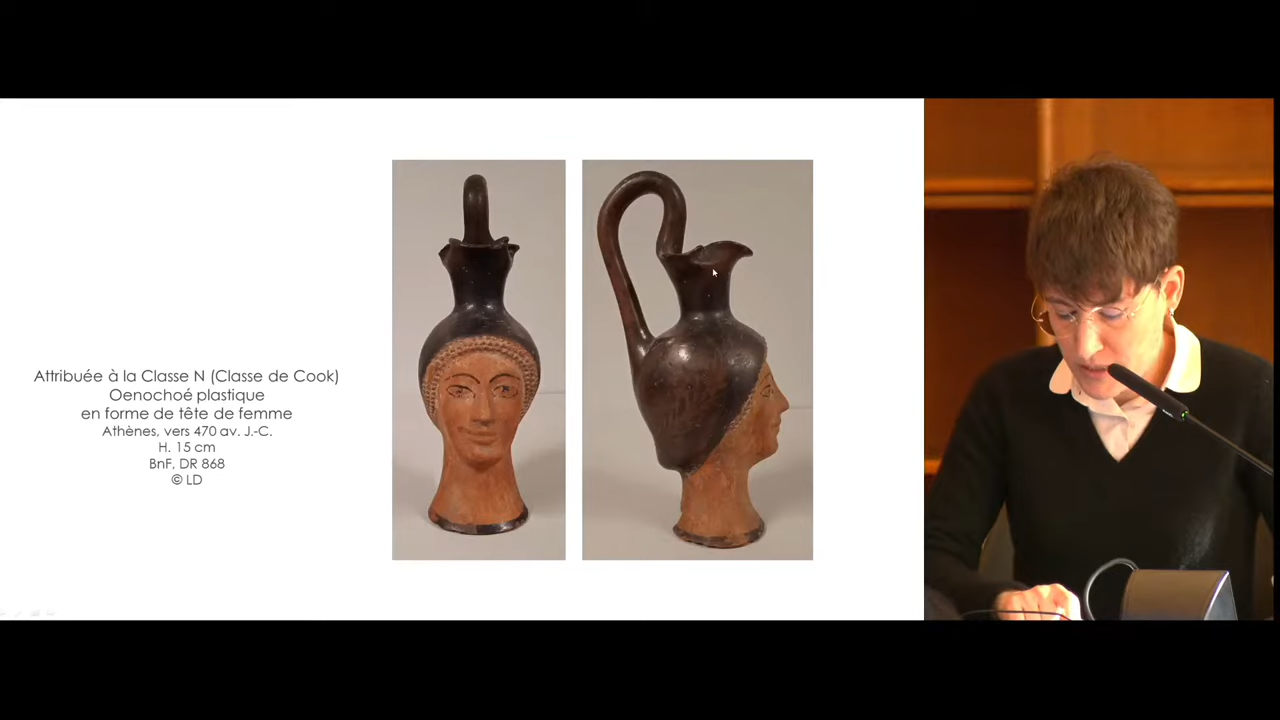 Attribuée à la Classe N (Classe de Cook)
Oenochoé plastique
en forme de tête de femme
Athènes, vers 470 av. J.-C.
H. 15 cm
BnF, DR 868
© LD